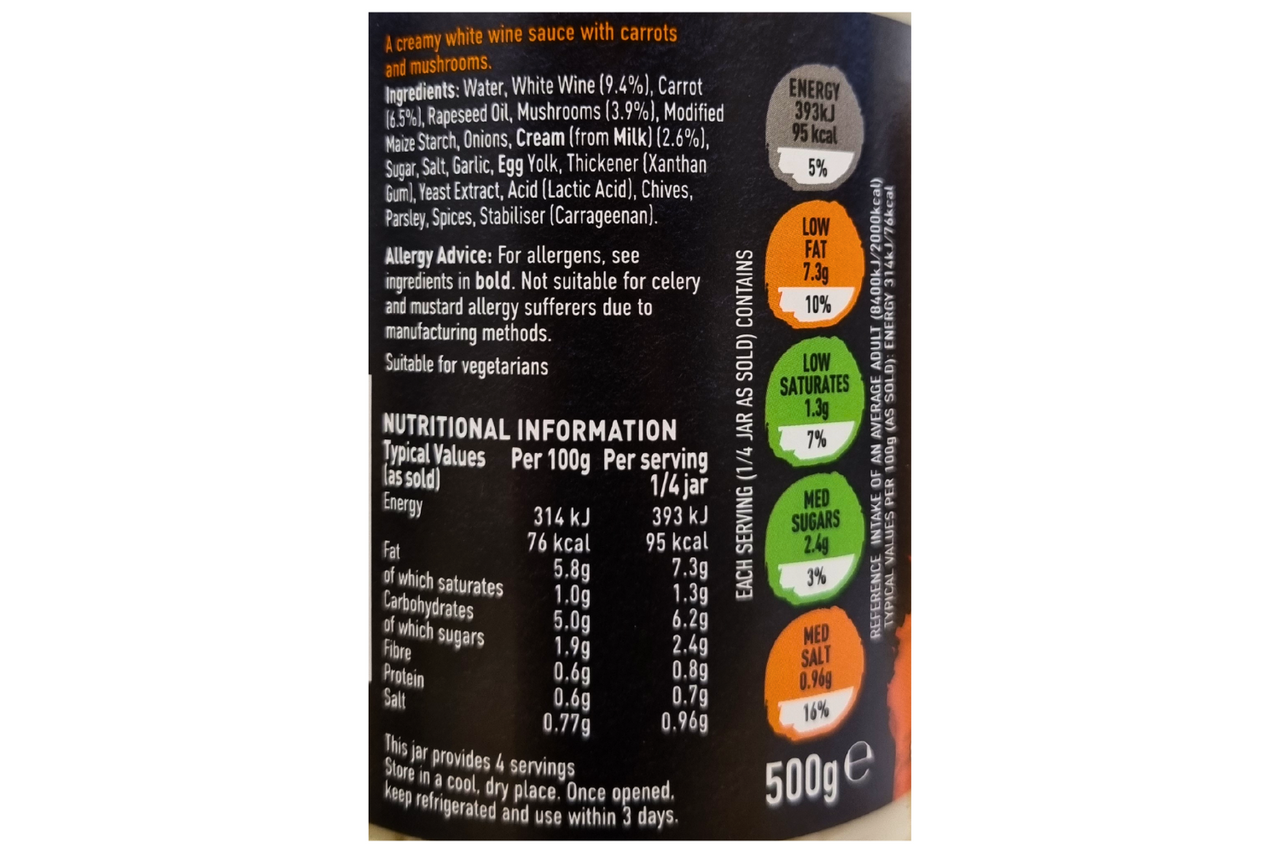 A creamy white wine sauce with carrots
and mushrooms.
Ingredients: Water, White Wine (9.4%), Carrot
(6.5%), Rapeseed Oil, Mushrooms (3.9%), Modified
Maize Starch, Onions, Cream (from Milk) (2.6%),
Sugar, Salt, Garlic, Egg Yolk, Thickener (Xanthan
Gum), Yeast Extract, Acid (Lactic Acid), Chives,
Parsley, Spices, Stabiliser (Carrageenan).
Allergy Advice: For allergens, see
ingredients in bold. Not suitable for celery
and mustard allergy sufferers due to
manufacturing methods.
Suitable for vegetarians
NUTRITIONAL INFORMATION
Typical Values Per 100g Per serving
(as sold) 1/4 jar
Energy 314 kJ 393 kJ
76 kcal 95 kcal
Fat 5.8g 7.3g
of which saturates 1.0g 1.3g
Carbohydrates 5.0g 6.2g
of which sugars 1.9g 2.4g
Fibre 0.6g 0.8g
Protein 0.6g 0.7g
Salt 0.77g 0.96g
This jar provides 4 servings
Store in a cool, dry place. Once opened,
keep refrigerated and use within 3 days.
EACH SERVING (1/4 JAR AS SOLD) CONTAINS
ENERGY
393kJ
95 kcal
5%
LOW
FAT
7.3g
10%
LOW
SATURATES
1.3g
7%
MED
SUGARS
2.4g
3%
MED
SALT
0.96g
16%
REFERENCE INTAKE OF AN AVERAGE ADULT (8400kJ/2000kcal)
TYPICAL VALUES PER 100g (AS SOLD): ENERGY 314kJ/76kcal
500g e